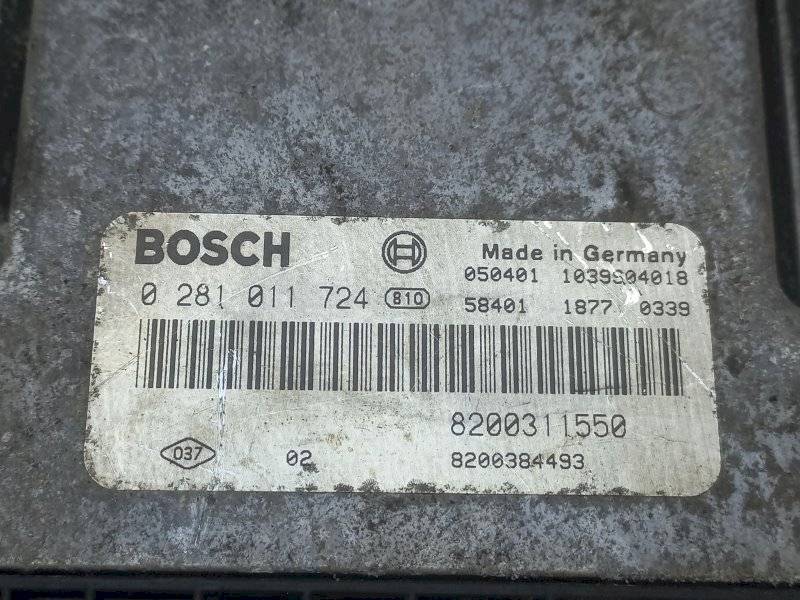 BOSCH
Made in Germany
050401 1039S04018
0 281 011 724 810
58401 1877 0339
8200311550
037 02 8200384493